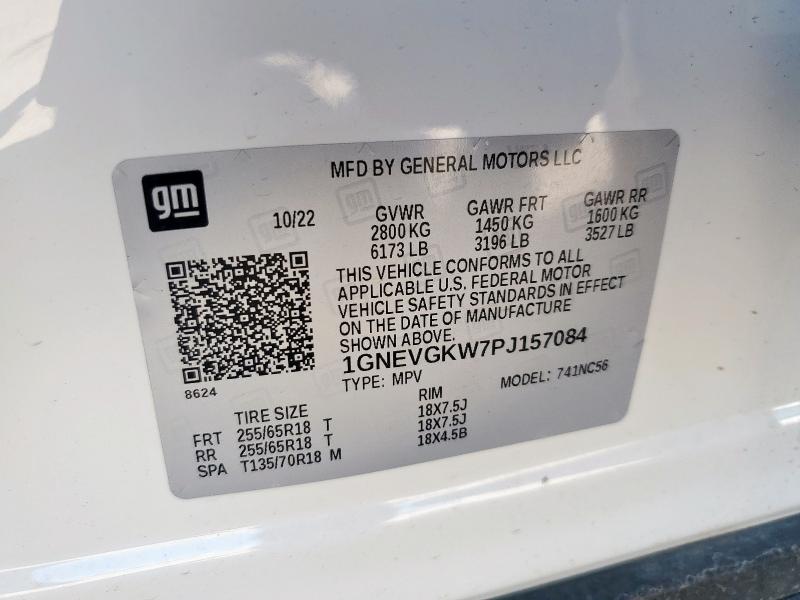 MFD BY GENERAL MOTORS LLC
gm
10/22
GVWR GAWR FRT GAWR RR
2800 KG 1450 KG 1600 KG
6173 LB 3196 LB 3527 LB
THIS VEHICLE CONFORMS TO ALL
APPLICABLE U.S. FEDERAL MOTOR
VEHICLE SAFETY STANDARDS IN EFFECT
ON THE DATE OF MANUFACTURE
SHOWN ABOVE.
1GNEVGKW7PJ157084
TYPE: MPV MODEL: 741NC56
8624
TIRE SIZE RIM
FRT 255/65R18 T 18X7.5J
RR 255/65R18 T 18X7.5J
SPA T135/70R18 M 18X4.5B